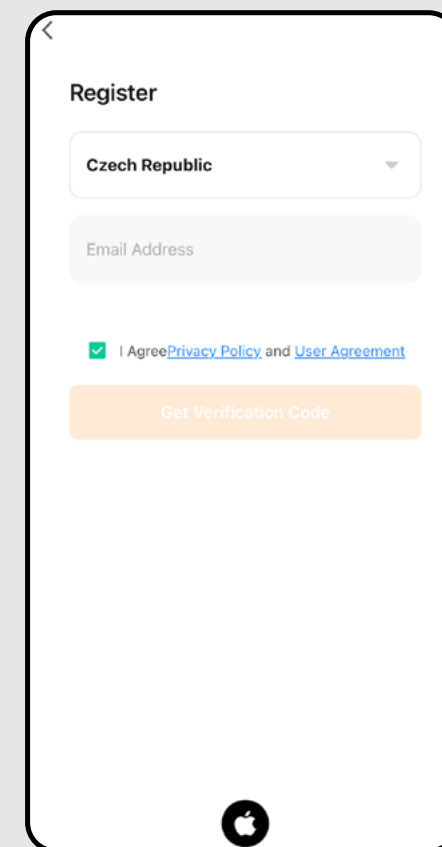 Register
Czech Republic
Email Address
I AgreePrivacy Policy and User Agreement
Get Verification Code